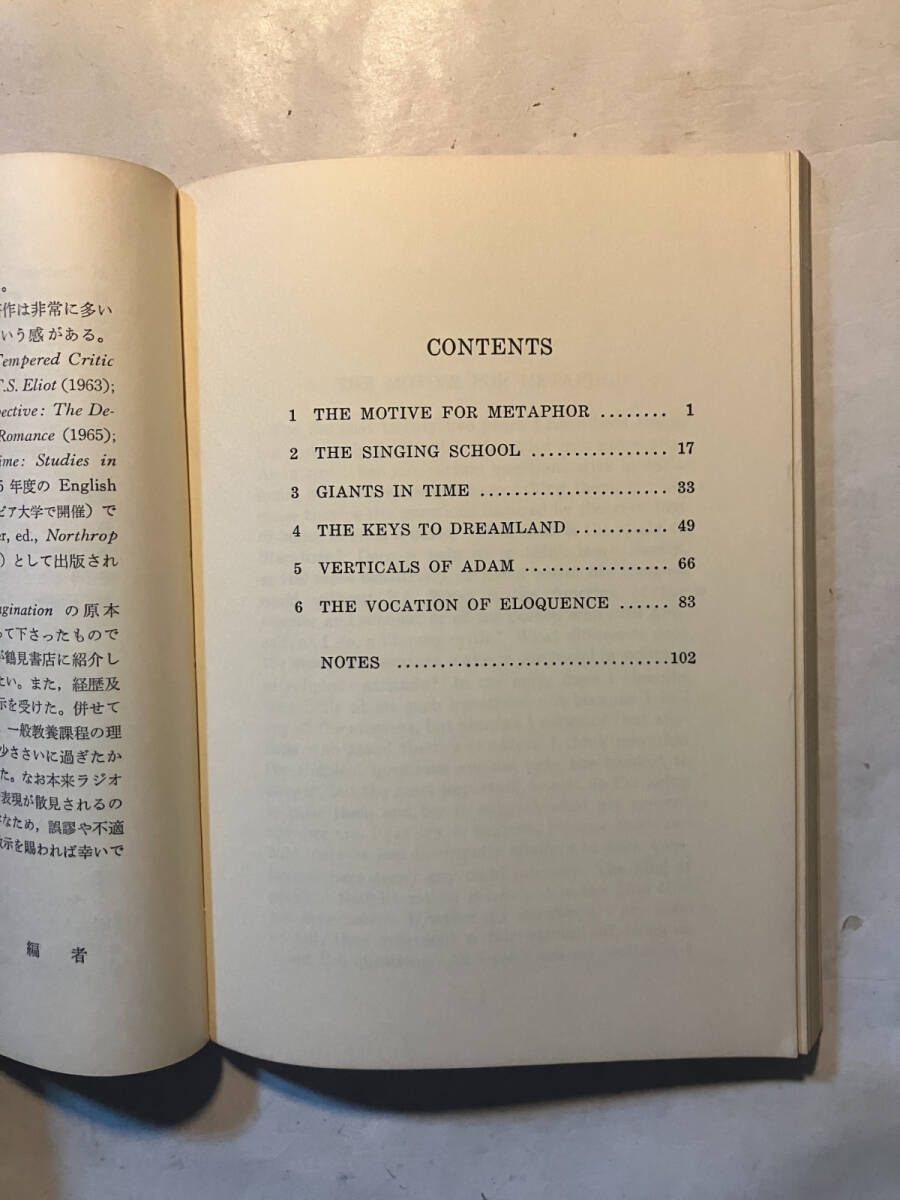 。
作は非常に多い
いう感がある。
Tempered Critic
T.S. Eliot (1963);
pective: The De-
Romance (1965);
ime: Studies in
5年度の English
ビア大学で開催）で
er, ed., Northrop
）として出版され
agination の原本
って下さったもので
が鶴見書店に紹介し
たい。また，経歴及
示を受けた。併せて
一般教養課程の理
少ささいに過ぎたか
た。なお本来ラジオ
表現が散見されるの
なため，誤謬や不適
教示を賜われば幸いで
編者
CONTENTS
1 THE MOTIVE FOR METAPHOR ........ 1
2 THE SINGING SCHOOL ................ 17
3 GIANTS IN TIME ...................... 33
4 THE KEYS TO DREAMLAND ............ 49
5 VERTICALS OF ADAM ................. 66
6 THE VOCATION OF ELOQUENCE ...... 83
NOTES ................................102